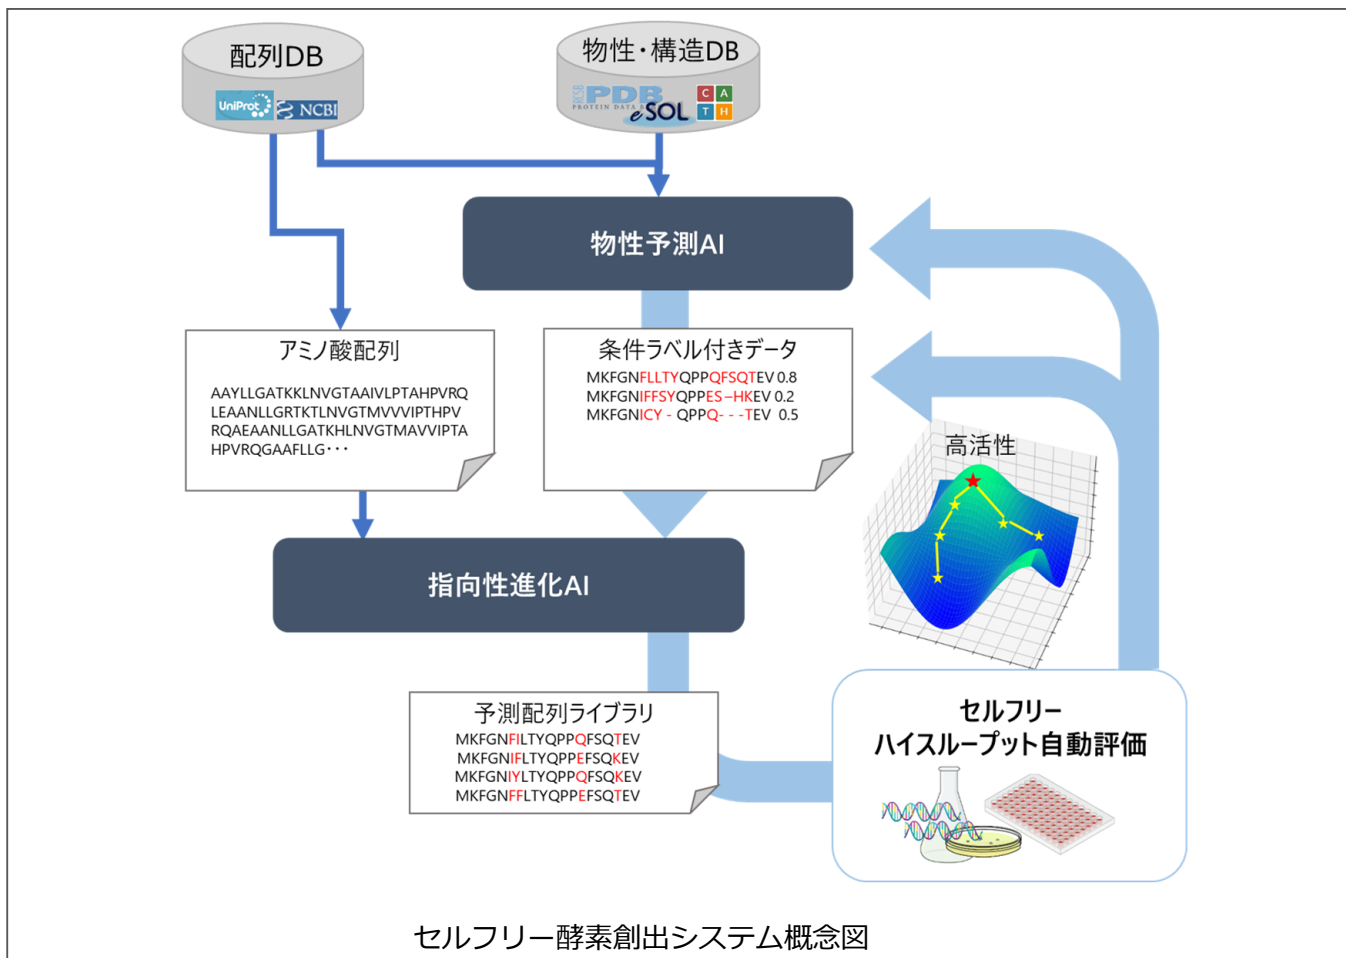 配列DB
UniProt
NCBI
物性・構造DB
RCSB
PDB
PROTEIN DATA B
eSOL
C A
T H
物性予測AI
アミノ酸配列
AAYLLGATKKLNVGTAAIVLPTAHPVRQ
LEAANLLGRTKTLNVGTMVVVIPTHPV
RQAEAANLLGATKHLNVGTMAVVIPTA
HPVRQGAAFLLG・・・
条件ラベル付きデータ
MKFGNFLLTYQPPQFSQTEV 0.8
MKFGNIFFSYQPPES–HKEV 0.2
MKFGNICY - QPPQ- - -TEV 0.5
高活性
指向性進化AI
予測配列ライブラリ
MKFGNFILTYQPPQFSQTEV
MKFGNIFLTYQPPEFSQKEV
MKFGNIYLTYQPPQFSQKEV
MKFGNFFLTYQPPEFSQTEV
セルフリー
ハイスループット自動評価
セルフリー酵素創出システム概念図